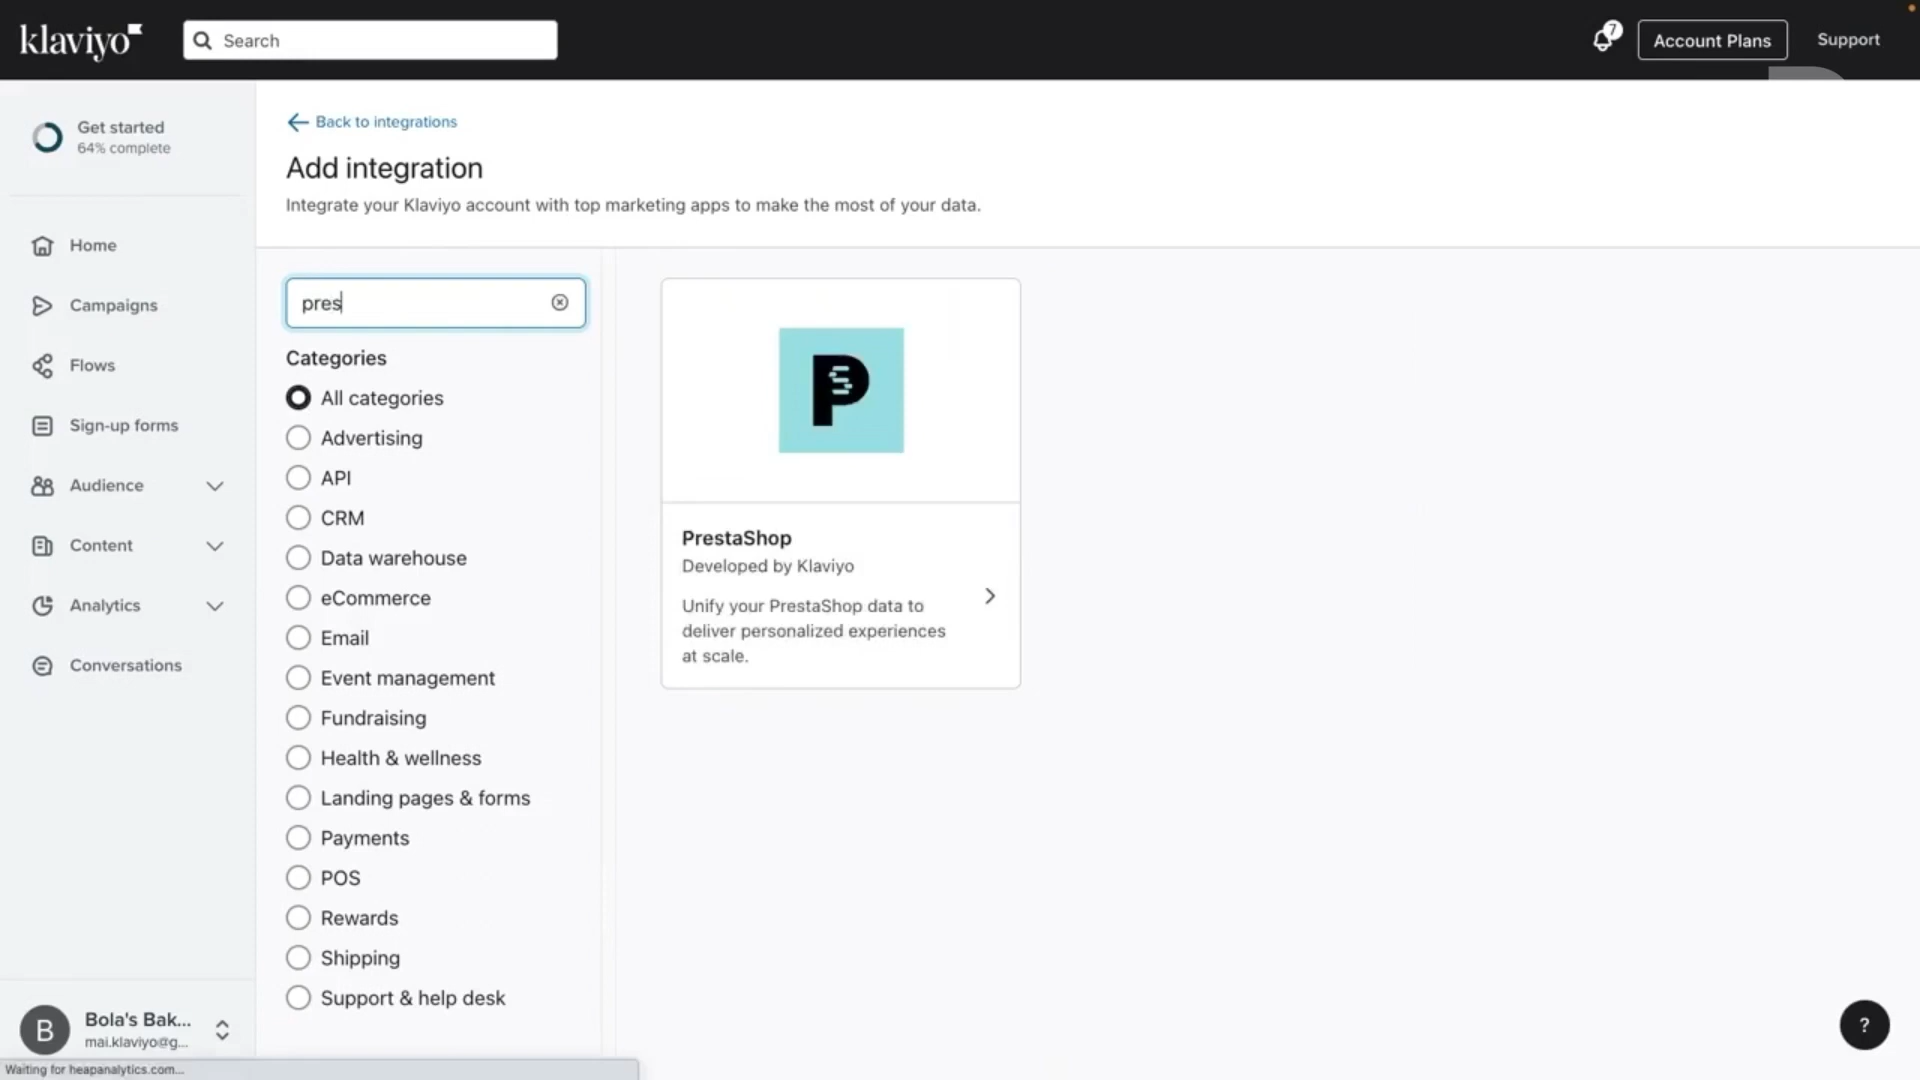 klaviyo
Search
7
Account Plans
Support
Get started
64% complete
Home
Campaigns
Flows
Sign-up forms
Audience
Content
Analytics
Conversations
B
Bola's Bak...
mai.klaviyo@g...
Waiting for heapanalytics.com...
Back to integrations
Add integration
Integrate your Klaviyo account with top marketing apps to make the most of your data.
pres
Categories
All categories
Advertising
API
CRM
Data warehouse
eCommerce
Email
Event management
Fundraising
Health & wellness
Landing pages & forms
Payments
POS
Rewards
Shipping
Support & help desk
P
PrestaShop
Developed by Klaviyo
Unify your PrestaShop data to
deliver personalized experiences
at scale.
?